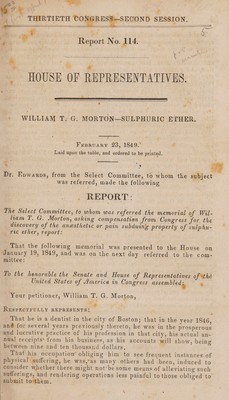 THIRTIETH CONGRESS—SECOND SESSION.
Report No. 114.
HOUSE OF REPRESENTATIVES.
WILLIAM T. G. MORTON—SULPHURIC ETHER.
FEBRUARY 23, 1849.
Laid upon the table, and ordered to be printed.
Dr. EDWARDS, from the Select Committee, to whom the subject
was referred, made the following
REPORT:
The Select Committee, to whom was referred the memorial of Wil-
liam T. G. Morton, asking compensation from Congress for the
discovery of the anæsthetic or pain subduing property of sulphu-
ric ether, report:
That the following memorial was presented to the House on
January 19, 1849, and was on the next day referred to the com-
mittee:
To the honorable the Senate and House of Representatives of the
United States of America in Congress assembled,
Your petitioner, William T. G. Morton,
RESPECTFULLY REPRESENTS:
That he is a dentist in the city of Boston; that in the year 1846,
and for several years previously therein, he was in the prosperous
and lucrative practice of his profession in that city, his actual an-
nual receipts from his business, as his accounts will show, being
between nine and ten thousand dollars.
That his occupation obliging him to see frequent instances of
physical suffering, he was, as many others had been, induced to
consider whether there might not be some means of alleviating such
sufferings, and rendering operations less painful to those obliged to
submit to them.